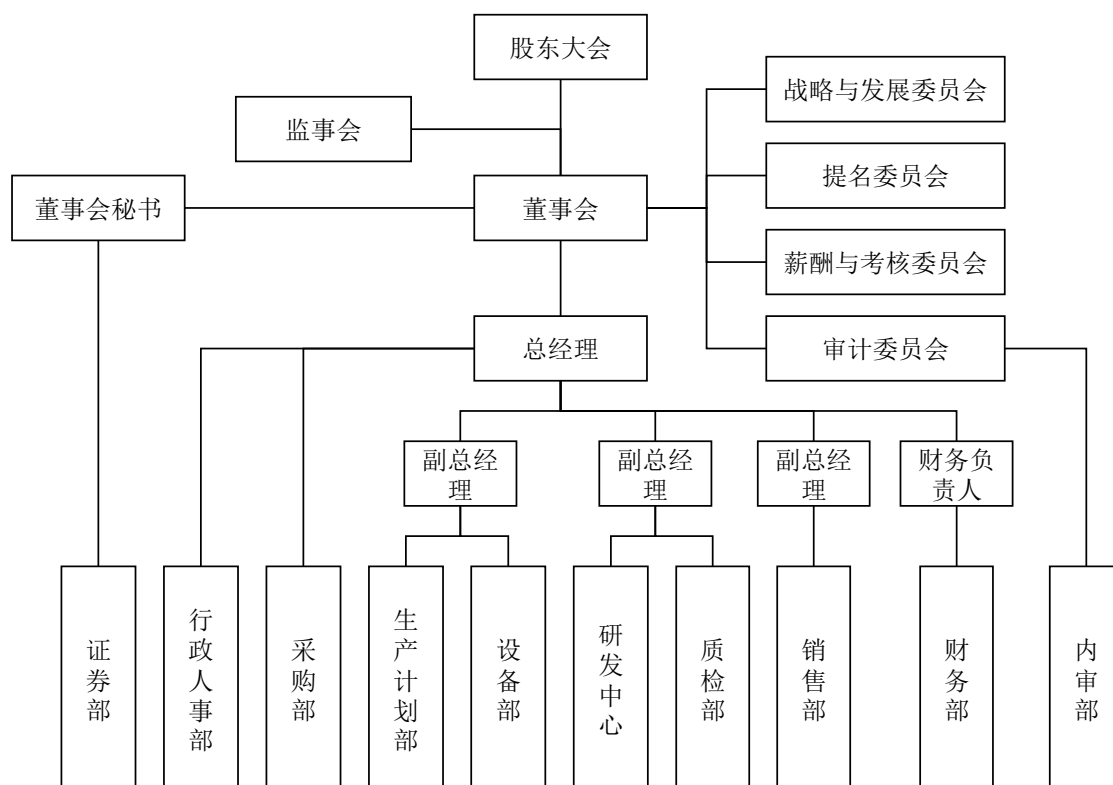 股东大会
战略与发展委员会
监事会
提名委员会
董事会秘书
董事会
薪酬与考核委员会
总经理
审计委员会
副总经
理
副总经
理
副总经
理
财务负
责人
证券部
行政人事部
采购部
生产计划部
设备部
研发中心
质检部
销售部
财务部
内审部